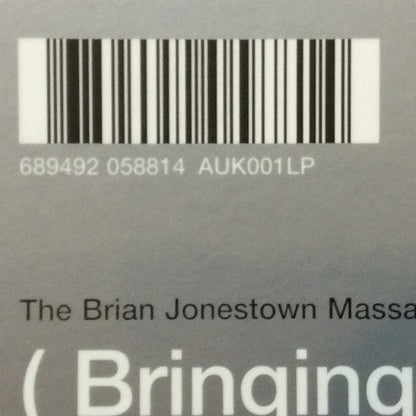 689492 058814 AUK001LP
The Brian Jonestown Massa
( Bringing